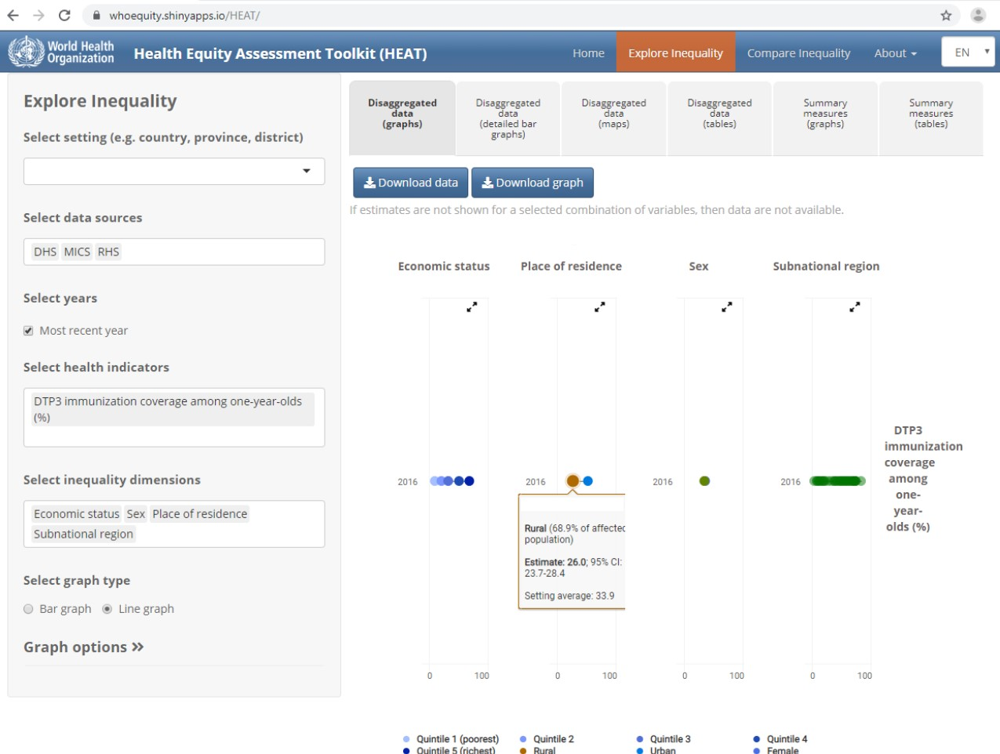 whoequity.shinyapps.io/HEAT/
World Health
Organization
Health Equity Assessment Toolkit (HEAT)
Home
Explore Inequality
Compare Inequality
About
EN
Explore Inequality
Select setting (e.g. country, province, district)
Select data sources
DHS MICS RHS
Select years
Most recent year
Select health indicators
DTP3 immunization coverage among one-year-olds
(%)
Select inequality dimensions
Economic status Sex Place of residence
Subnational region
Select graph type
Bar graph Line graph
Graph options »
Disaggregated
data
(graphs)
Disaggregated
data
(detailed bar
graphs)
Disaggregated
data
(maps)
Disaggregated
data
(tables)
Summary
measures
(graphs)
Summary
measures
(tables)
Download data
Download graph
If estimates are not shown for a selected combination of variables, then data are not available.
Economic status
Place of residence
Sex
Subnational region
2016
2016
2016
2016
Rural (68.9% of affected
population)
Estimate: 26.0; 95% CI:
23.7-28.4
Setting average: 33.9
DTP3
immunization
coverage
among
one-
year-
olds (%)
0 100
0 100
0 100
0 100
Quintile 1 (poorest)
Quintile 2
Quintile 3
Quintile 4
Quintile 5 (richest)
Rural
Urban
Female